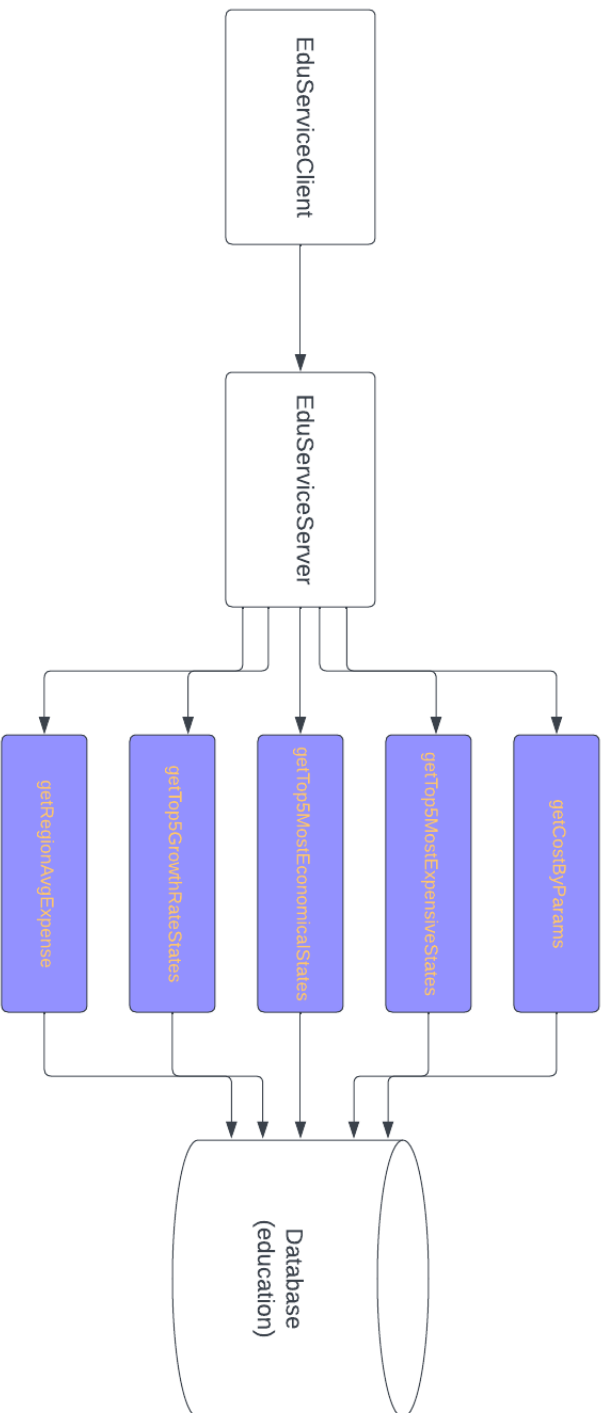 EduServiceClient
EduServiceServer
getCostByParams
getTop5MostExpensiveStates
getTop5MostEconomicalStates
getTop5GrowthRateStates
getRegionAvgExpense
Database
(education)